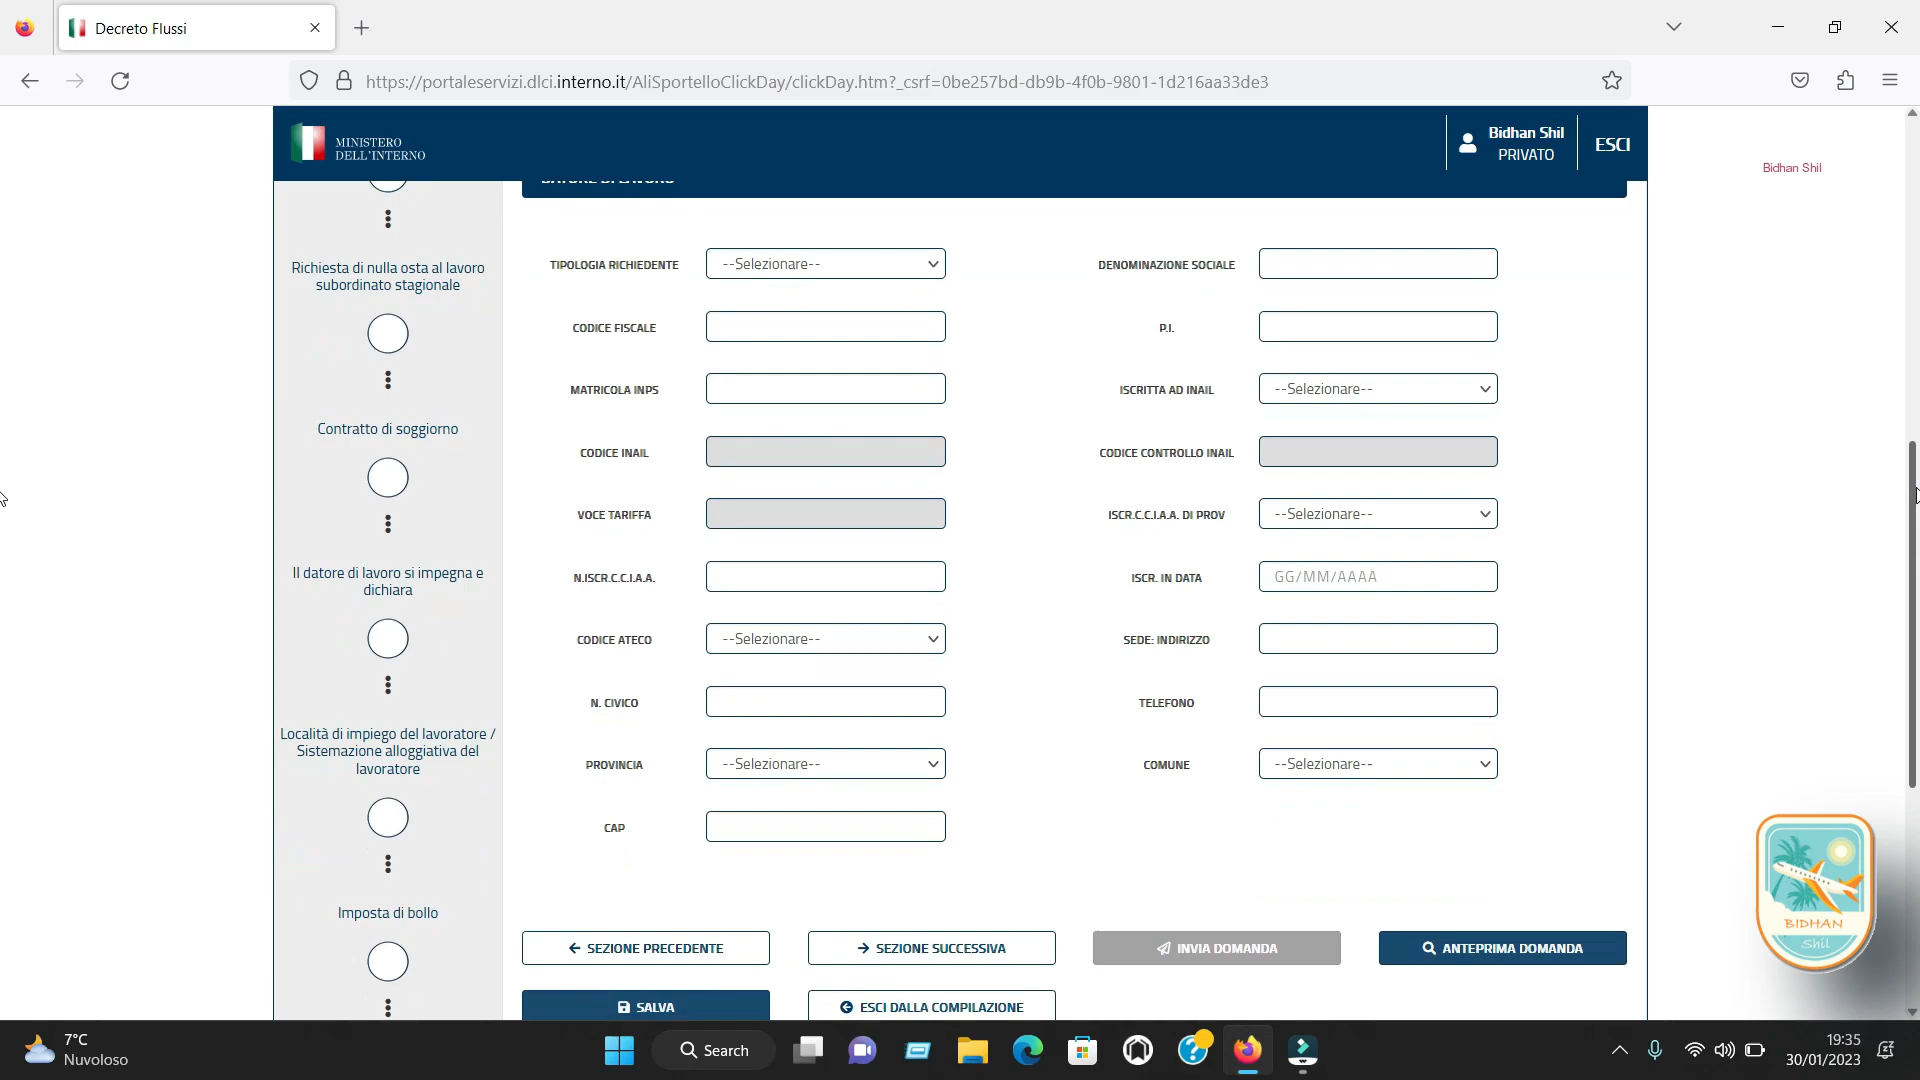 Decreto Flussi
https://portaleservizi.dlci.interno.it/AliSportelloClickDay/clickDay.htm?_csrf=0be257bd-db9b-4f0b-9801-1d216aa33de3
MINISTERO
DELL'INTERNO
Bidhan Shil
PRIVATO
ESCI
Bidhan Shil
DATORE DI LAVORO
Richiesta di nulla osta al lavoro
subordinato stagionale
Contratto di soggiorno
Il datore di lavoro si impegna e
dichiara
Località di impiego del lavoratore /
Sistemazione alloggiativa del
lavoratore
Imposta di bollo
TIPOLOGIA RICHIEDENTE --Selezionare-- DENOMINAZIONE SOCIALE
CODICE FISCALE P.I.
MATRICOLA INPS ISCRITTA AD INAIL --Selezionare--
CODICE INAIL CODICE CONTROLLO INAIL
VOCE TARIFFA ISCR.C.C.I.A.A. DI PROV --Selezionare--
N.ISCR.C.C.I.A.A. ISCR. IN DATA GG/MM/AAAA
CODICE ATECO --Selezionare-- SEDE: INDIRIZZO
N. CIVICO TELEFONO
PROVINCIA --Selezionare-- COMUNE --Selezionare--
CAP
SEZIONE PRECEDENTE SEZIONE SUCCESSIVA INVIA DOMANDA ANTEPRIMA DOMANDA
SALVA ESCI DALLA COMPILAZIONE
BIDHAN
Shil
7°C
Nuvoloso
Search
19:35
30/01/2023